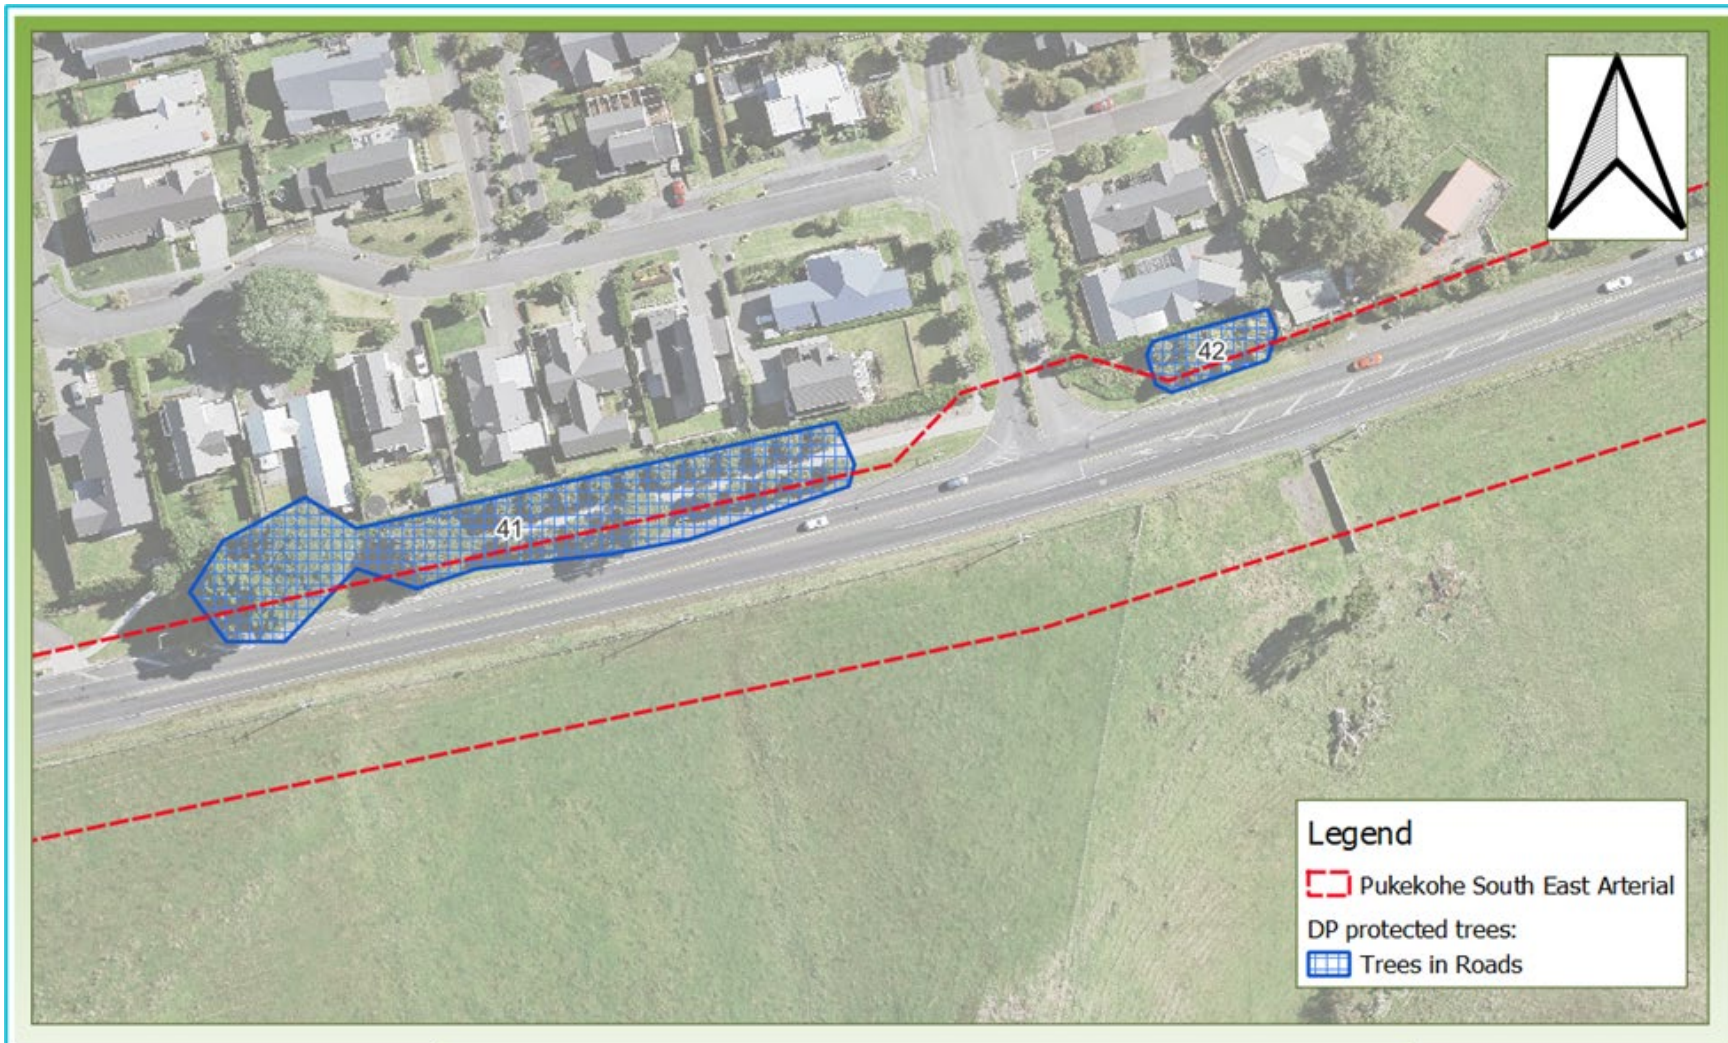 42
41
Legend
Pukekohe South East Arterial
DP protected trees:
Trees in Roads